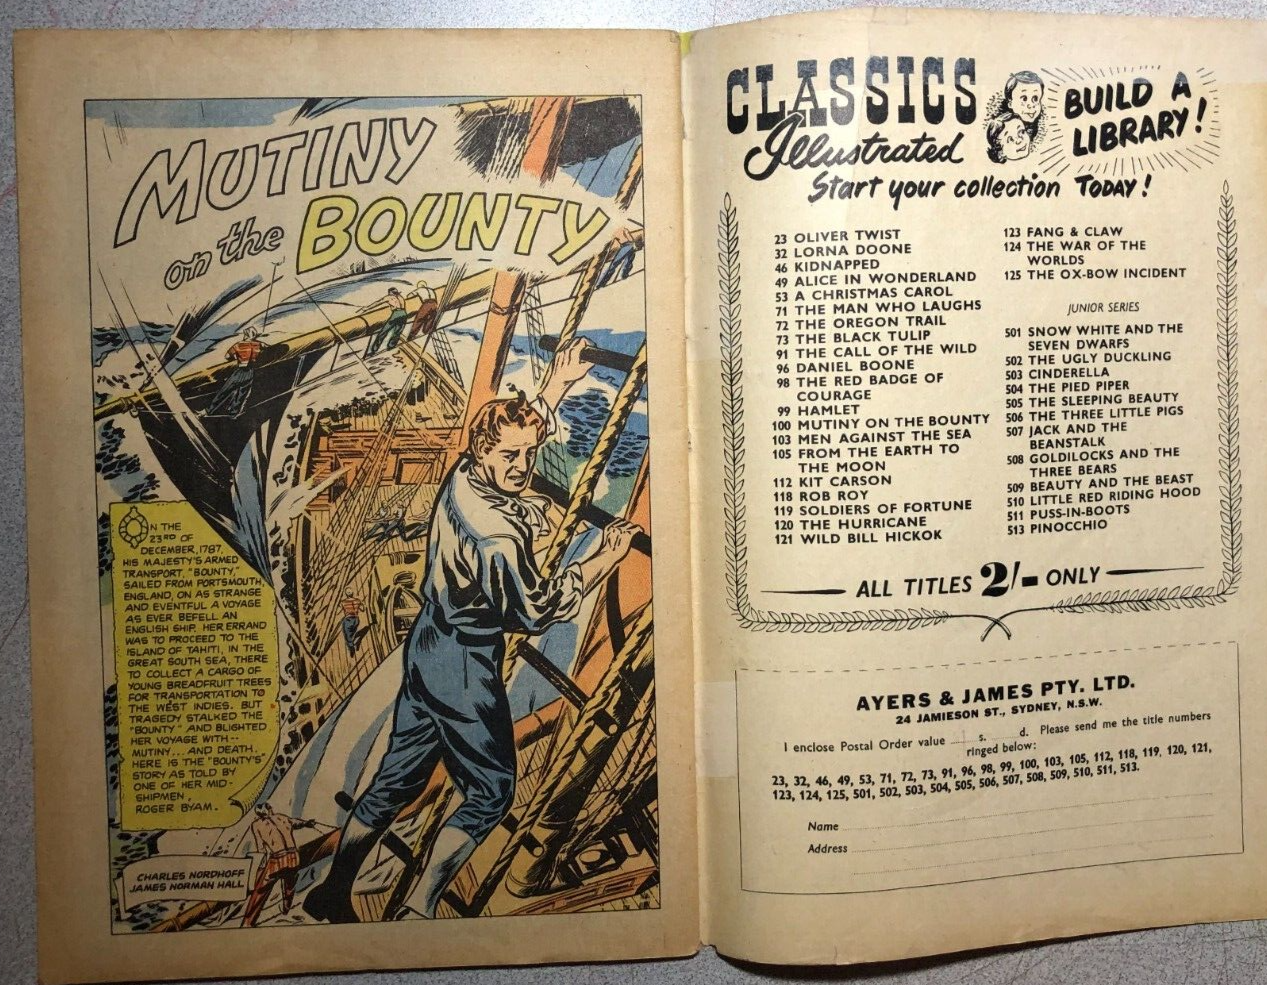 MUTINY
on the BOUNTY
ON THE
23RD OF
DECEMBER, 1787,
HIS MAJESTY'S ARMED
TRANSPORT, "BOUNTY,"
SAILED FROM PORTSMOUTH,
ENGLAND, ON AS STRANGE
AND EVENTFUL A VOYAGE
AS EVER BEFELL AN
ENGLISH SHIP. HER ERRAND
WAS TO PROCEED TO THE
ISLAND OF TAHITI, IN THE
GREAT SOUTH SEA, THERE
TO COLLECT A CARGO OF
YOUNG BREADFRUIT TREES
FOR TRANSPORTATION TO
THE WEST INDIES. BUT
TRAGEDY STALKED THE
"BOUNTY" AND BLIGHTED
HER VOYAGE WITH--
MUTINY...AND DEATH.
HERE IS THE "BOUNTY'S"
STORY AS TOLD BY
ONE OF HER MID-
SHIPMEN,
ROGER BYAM.
CHARLES NORDHOFF
JAMES NORMAN HALL
CLASSICS
Illustrated
BUILD A
LIBRARY!
Start your collection TODAY!
23 OLIVER TWIST
32 LORNA DOONE
46 KIDNAPPED
49 ALICE IN WONDERLAND
53 A CHRISTMAS CAROL
71 THE MAN WHO LAUGHS
72 THE OREGON TRAIL
73 THE BLACK TULIP
91 THE CALL OF THE WILD
96 DANIEL BOONE
98 THE RED BADGE OF
COURAGE
99 HAMLET
100 MUTINY ON THE BOUNTY
103 MEN AGAINST THE SEA
105 FROM THE EARTH TO
THE MOON
112 KIT CARSON
118 ROB ROY
119 SOLDIERS OF FORTUNE
120 THE HURRICANE
121 WILD BILL HICKOK
123 FANG & CLAW
124 THE WAR OF THE
WORLDS
125 THE OX-BOW INCIDENT
JUNIOR SERIES
501 SNOW WHITE AND THE
SEVEN DWARFS
502 THE UGLY DUCKLING
503 CINDERELLA
504 THE PIED PIPER
505 THE SLEEPING BEAUTY
506 THE THREE LITTLE PIGS
507 JACK AND THE
BEANSTALK
508 GOLDILOCKS AND THE
THREE BEARS
509 BEAUTY AND THE BEAST
510 LITTLE RED RIDING HOOD
511 PUSS-IN-BOOTS
513 PINOCCHIO
ALL TITLES 2/- ONLY
AYERS & JAMES PTY. LTD.
24 JAMIESON ST., SYDNEY, N.S.W.
I enclose Postal Order value ........ s. ........ d. Please send me the title numbers
ringed below:
23, 32, 46, 49, 53, 71, 72, 73, 91, 96, 98, 99, 100, 103, 105, 112, 118, 119, 120, 121,
123, 124, 125, 501, 502, 503, 504, 505, 506, 507, 508, 509, 510, 511, 513.
Name
Address